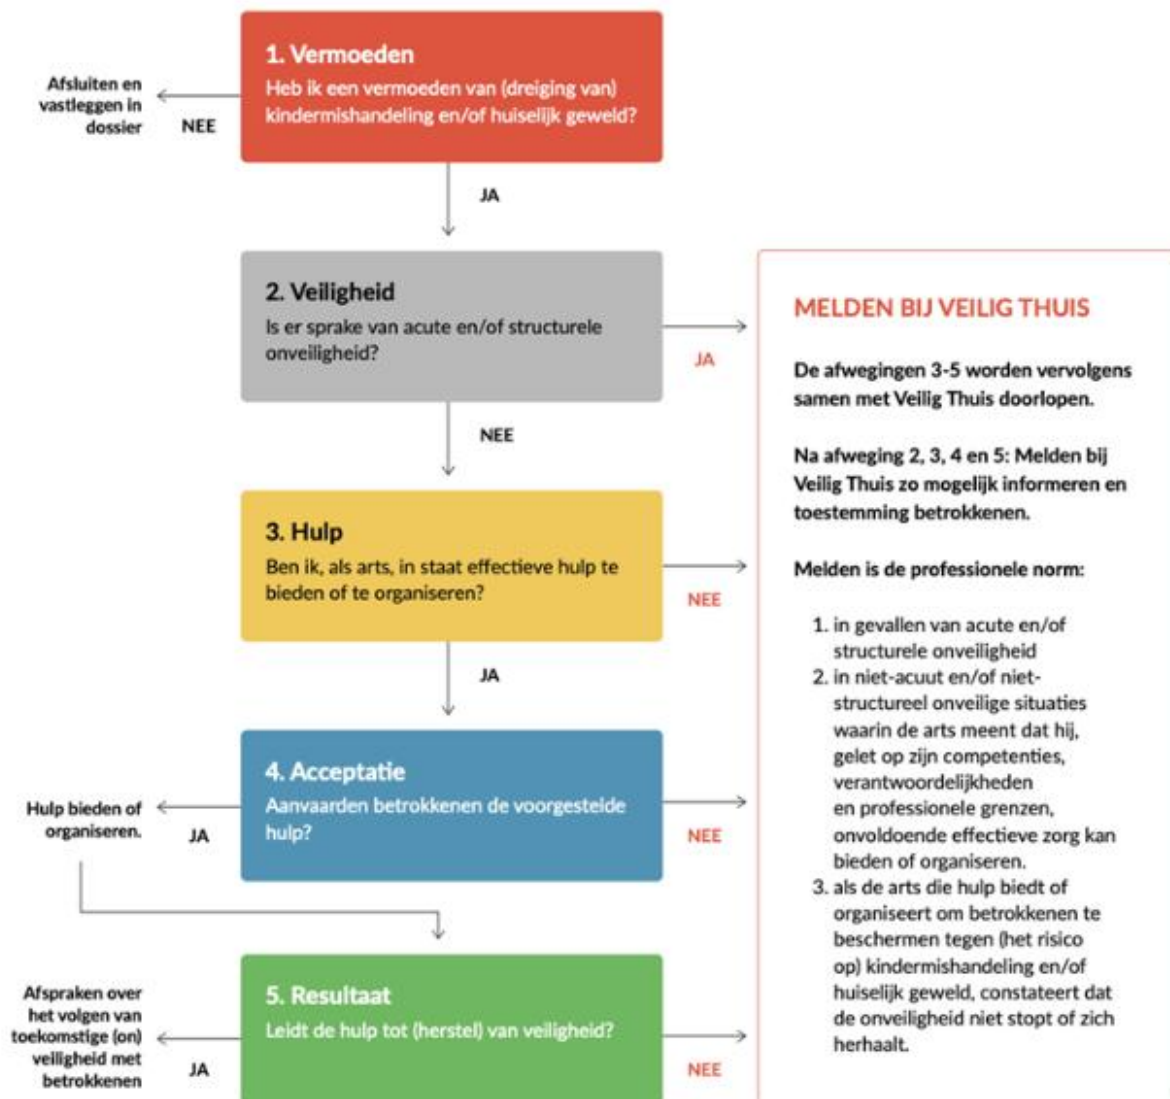 1. Vermoeden
Heb ik een vermoeden van (dreiging van)
kindermishandeling en/of huiselijk geweld?
Afsluiten en
vastleggen in
dossier
NEE
JA
2. Veiligheid
Is er sprake van acute en/of structurele
onveiligheid?
JA
NEE
3. Hulp
Ben ik, als arts, in staat effectieve hulp te
bieden of te organiseren?
NEE
JA
4. Acceptatie
Aanvaarden betrokkenen de voorgestelde
hulp?
Hulp bieden of
organiseren.
JA
NEE
5. Resultaat
Leidt de hulp tot (herstel) van veiligheid?
Afspraken over
het volgen van
toekomstige (on)
veiligheid met
betrokkenen
JA
NEE
MELDEN BIJ VEILIG THUIS
De afwegingen 3-5 worden vervolgens
samen met Veilig Thuis doorlopen.
Na afweging 2, 3, 4 en 5: Melden bij
Veilig Thuis zo mogelijk informeren en
toestemming betrokkenen.
Melden is de professionele norm:
1. in gevallen van acute en/of
structurele onveiligheid
2. in niet-acuut en/of niet-
structureel onveilige situaties
waarin de arts meent dat hij,
gelet op zijn competenties,
verantwoordelijkheden
en professionele grenzen,
onvoldoende effectieve zorg kan
bieden of organiseren.
3. als de arts die hulp biedt of
organiseert om betrokkenen te
beschermen tegen (het risico
op) kindermishandeling en/of
huiselijk geweld, constateert dat
de onveiligheid niet stopt of zich
herhaalt.